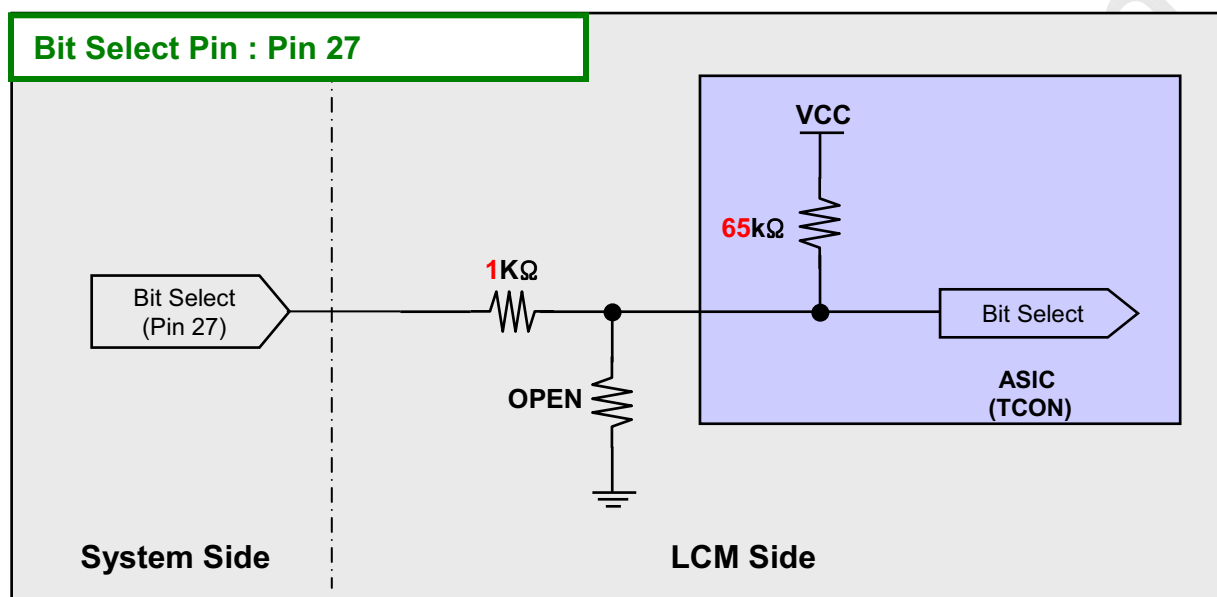 Bit Select Pin : Pin 27
VCC
65kΩ
1KΩ
Bit Select
(Pin 27)
Bit Select
OPEN
ASIC
(TCON)
System Side
LCM Side